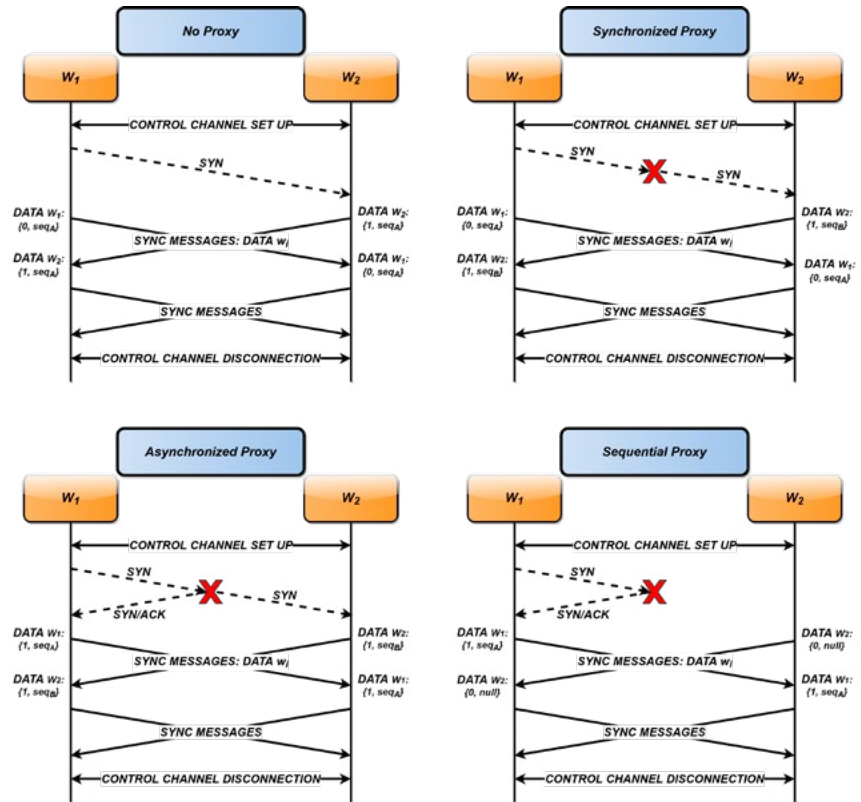 No Proxy
W1
W2
CONTROL CHANNEL SET UP
SYN
DATA W1:
{0, seqA}
DATA W2:
{1, seqA}
SYNC MESSAGES: DATA Wj
DATA W2:
{1, seqA}
DATA W1:
{0, seqA}
SYNC MESSAGES
CONTROL CHANNEL DISCONNECTION
Synchronized Proxy
W1
W2
CONTROL CHANNEL SET UP
SYN
X
SYN
DATA W1:
{0, seqA}
DATA W2:
{1, seqB}
SYNC MESSAGES: DATA Wj
DATA W2:
{1, seqB}
DATA W1:
{0, seqA}
SYNC MESSAGES
CONTROL CHANNEL DISCONNECTION
Asynchronized Proxy
W1
W2
CONTROL CHANNEL SET UP
SYN
X
SYN
SYN/ACK
DATA W1:
{1, seqA}
DATA W2:
{1, seqB}
SYNC MESSAGES: DATA Wj
DATA W2:
{1, seqB}
DATA W1:
{1, seqA}
SYNC MESSAGES
CONTROL CHANNEL DISCONNECTION
Sequential Proxy
W1
W2
CONTROL CHANNEL SET UP
SYN
X
SYN/ACK
DATA W1:
{1, seqA}
DATA W2:
{0, null}
SYNC MESSAGES: DATA Wj
DATA W2:
{0, null}
DATA W1:
{1, seqA}
SYNC MESSAGES
CONTROL CHANNEL DISCONNECTION